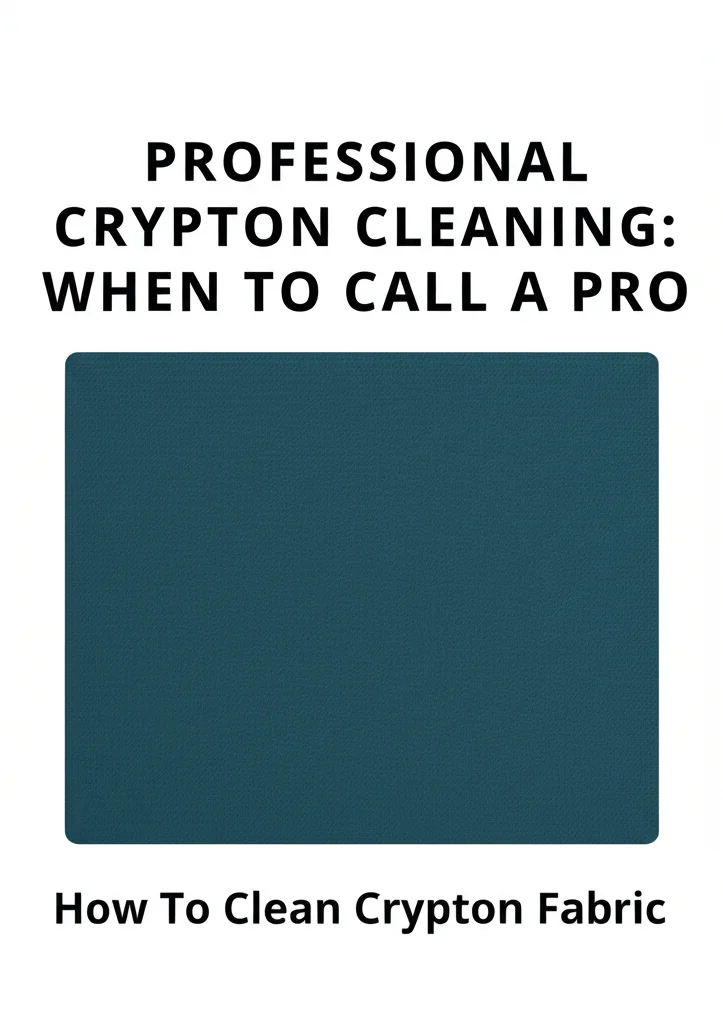 PROFESSIONAL
CRYPTON CLEANING:
WHEN TO CALL A PRO
How To Clean Crypton Fabric